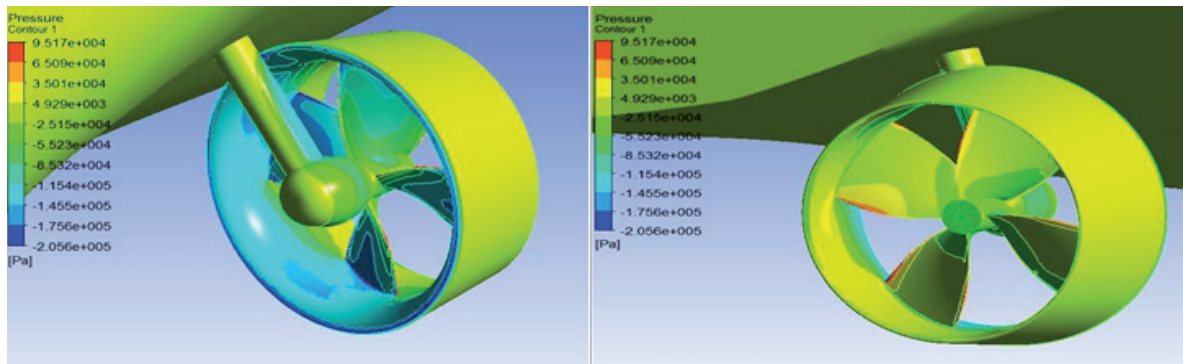 Pressure
Contour 1
9.517e+004
6.509e+004
3.501e+004
4.929e+003
-2.515e+004
-5.523e+004
-8.532e+004
-1.154e+005
-1.455e+005
-1.756e+005
-2.056e+005
[Pa]
Pressure
Contour 1
9.517e+004
6.509e+004
3.501e+004
4.929e+003
-2.515e+004
-5.523e+004
-8.532e+004
-1.154e+005
-1.455e+005
-1.756e+005
-2.056e+005
[Pa]